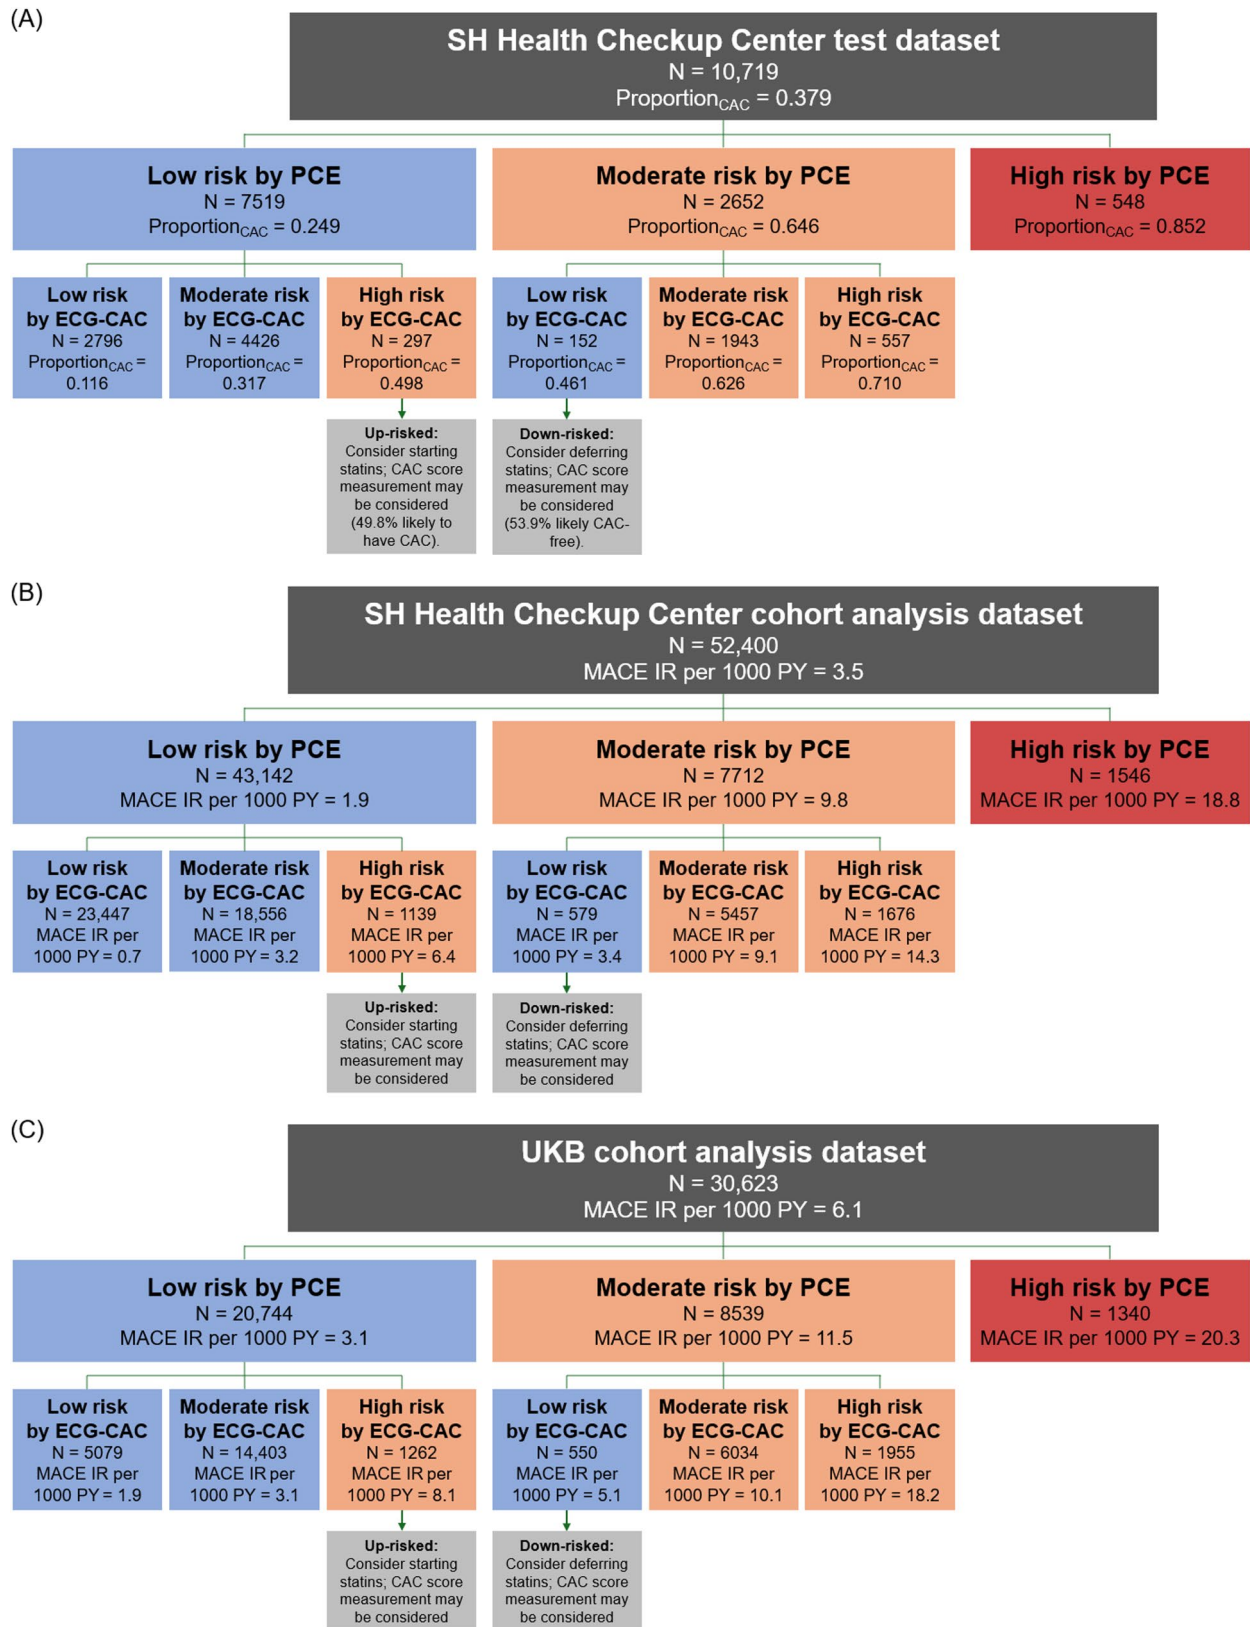 (A)
SH Health Checkup Center test dataset
N = 10,719
Proportion_CAC = 0.379
Low risk by PCE
N = 7519
Proportion_CAC = 0.249
Moderate risk by PCE
N = 2652
Proportion_CAC = 0.646
High risk by PCE
N = 548
Proportion_CAC = 0.852
Low risk
by ECG-CAC
N = 2796
Proportion_CAC =
0.116
Moderate risk
by ECG-CAC
N = 4426
Proportion_CAC =
0.317
High risk
by ECG-CAC
N = 297
Proportion_CAC =
0.498
Low risk
by ECG-CAC
N = 152
Proportion_CAC =
0.461
Moderate risk
by ECG-CAC
N = 1943
Proportion_CAC =
0.626
High risk
by ECG-CAC
N = 557
Proportion_CAC =
0.710
Up-risked:
Consider starting
statins; CAC score
measurement may
be considered
(49.8% likely to
have CAC).
Down-risked:
Consider deferring
statins; CAC score
measurement may
be considered
(53.9% likely CAC-
free).
(B)
SH Health Checkup Center cohort analysis dataset
N = 52,400
MACE IR per 1000 PY = 3.5
Low risk by PCE
N = 43,142
MACE IR per 1000 PY = 1.9
Moderate risk by PCE
N = 7712
MACE IR per 1000 PY = 9.8
High risk by PCE
N = 1546
MACE IR per 1000 PY = 18.8
Low risk
by ECG-CAC
N = 23,447
MACE IR per
1000 PY = 0.7
Moderate risk
by ECG-CAC
N = 18,556
MACE IR per
1000 PY = 3.2
High risk
by ECG-CAC
N = 1139
MACE IR per
1000 PY = 6.4
Low risk
by ECG-CAC
N = 579
MACE IR per
1000 PY = 3.4
Moderate risk
by ECG-CAC
N = 5457
MACE IR per
1000 PY = 9.1
High risk
by ECG-CAC
N = 1676
MACE IR per
1000 PY = 14.3
Up-risked:
Consider starting
statins; CAC score
measurement may
be considered
Down-risked:
Consider deferring
statins; CAC score
measurement may
be considered
(C)
UKB cohort analysis dataset
N = 30,623
MACE IR per 1000 PY = 6.1
Low risk by PCE
N = 20,744
MACE IR per 1000 PY = 3.1
Moderate risk by PCE
N = 8539
MACE IR per 1000 PY = 11.5
High risk by PCE
N = 1340
MACE IR per 1000 PY = 20.3
Low risk
by ECG-CAC
N = 5079
MACE IR per
1000 PY = 1.9
Moderate risk
by ECG-CAC
N = 14,403
MACE IR per
1000 PY = 3.1
High risk
by ECG-CAC
N = 1262
MACE IR per
1000 PY = 8.1
Low risk
by ECG-CAC
N = 550
MACE IR per
1000 PY = 5.1
Moderate risk
by ECG-CAC
N = 6034
MACE IR per
1000 PY = 10.1
High risk
by ECG-CAC
N = 1955
MACE IR per
1000 PY = 18.2
Up-risked:
Consider starting
statins; CAC score
measurement may
be considered
Down-risked:
Consider deferring
statins; CAC score
measurement may
be considered